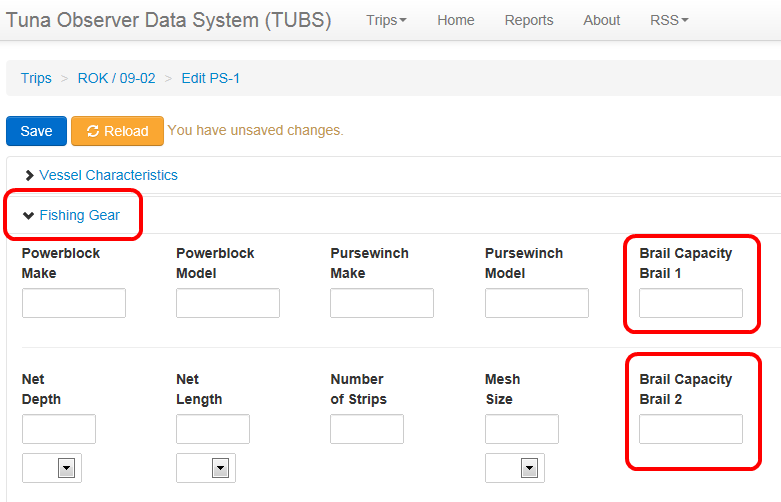 Tuna Observer Data System (TUBS) Trips Home Reports About RSS
Trips > ROK / 09-02 > Edit PS-1
Save Reload You have unsaved changes.
Vessel Characteristics
Fishing Gear
Powerblock Make
Powerblock Model
Pursewinch Make
Pursewinch Model
Brail Capacity Brail 1
Net Depth
Net Length
Number of Strips
Mesh Size
Brail Capacity Brail 2